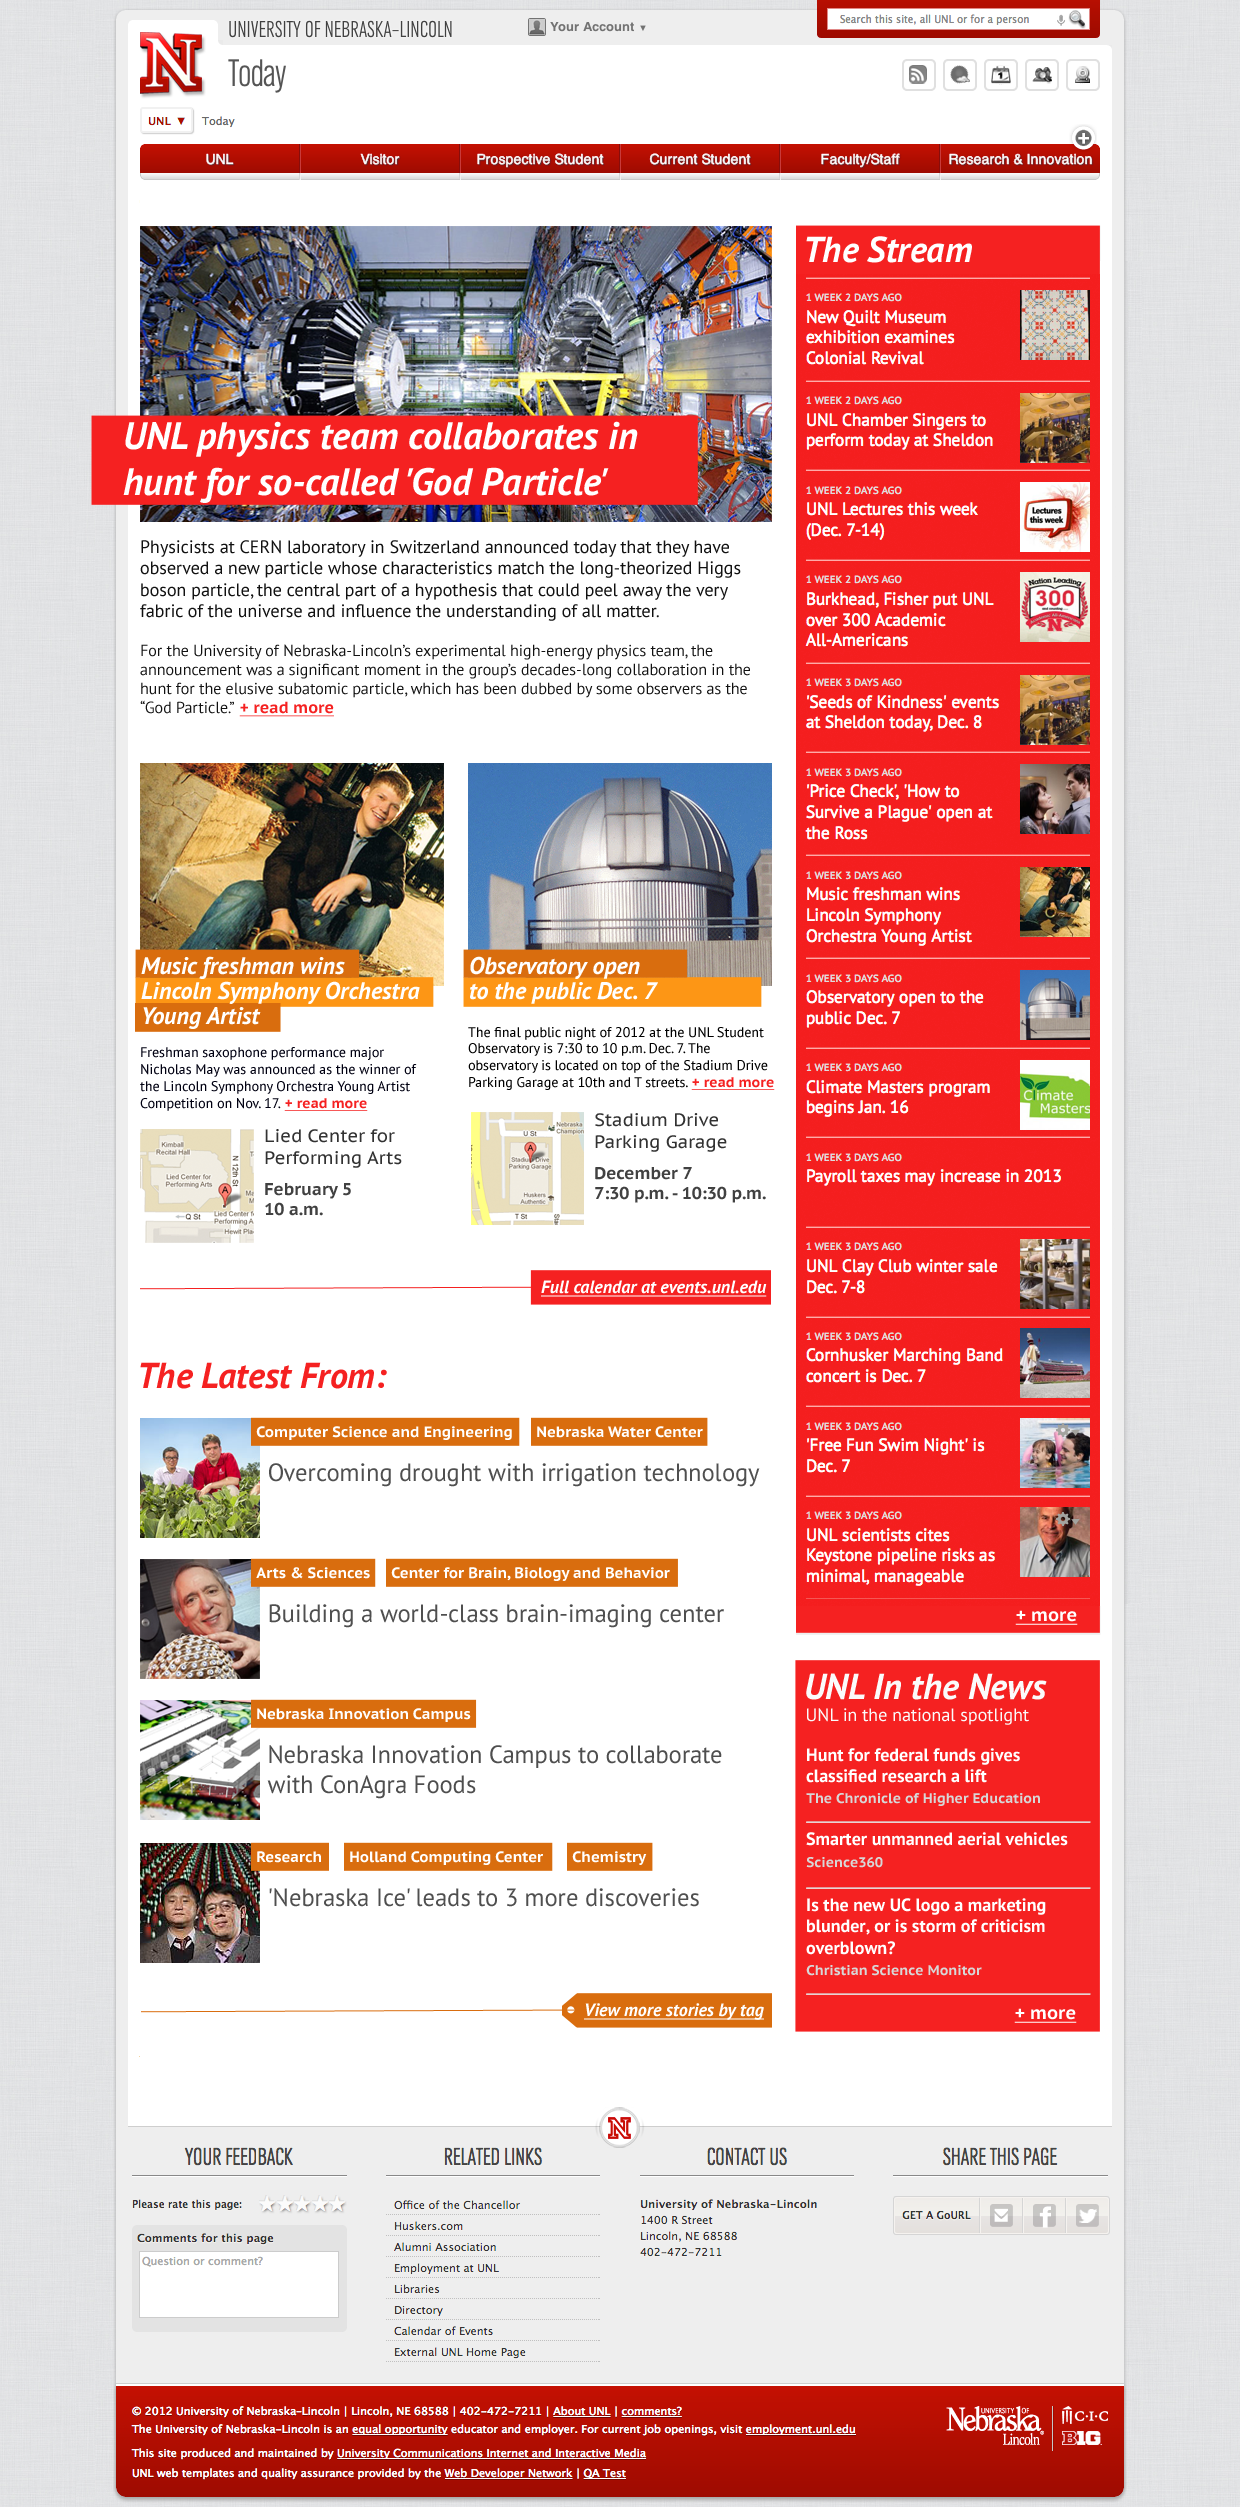 UNIVERSITY OF NEBRASKA–LINCOLN
Your Account ▾
Search this site, all UNL or for a person
N
Today
UNL ▼
Today
UNL
Visitor
Prospective Student
Current Student
Faculty/Staff
Research & Innovation
UNL physics team collaborates in
hunt for so-called 'God Particle'
Physicists at CERN laboratory in Switzerland announced today that they have
observed a new particle whose characteristics match the long-theorized Higgs
boson particle, the central part of a hypothesis that could peel away the very
fabric of the universe and influence the understanding of all matter.
For the University of Nebraska-Lincoln’s experimental high-energy physics team, the
announcement was a significant moment in the group’s decades-long collaboration in the
hunt for the elusive subatomic particle, which has been dubbed by some observers as the
“God Particle.” + read more
Music freshman wins
Lincoln Symphony Orchestra
Young Artist
Freshman saxophone performance major
Nicholas May was announced as the winner of
the Lincoln Symphony Orchestra Young Artist
Competition on Nov. 17. + read more
Kimball
Recital Hall
Lied Center for
Performing Arts
N 12th St
A
Q St
Lied Center for
Performing Arts
February 5
10 a.m.
Observatory open
to the public Dec. 7
The final public night of 2012 at the UNL Student
Observatory is 7:30 to 10 p.m. Dec. 7. The
observatory is located on top of the Stadium Drive
Parking Garage at 10th and T streets. + read more
Nebraska
Champion
U St
A
Stadium Drive
Parking Garage
Huskers
Authentic
T St
Stadium Drive
Parking Garage
December 7
7:30 p.m. - 10:30 p.m.
Full calendar at events.unl.edu
The Latest From:
Computer Science and Engineering
Nebraska Water Center
Overcoming drought with irrigation technology
Arts & Sciences
Center for Brain, Biology and Behavior
Building a world-class brain-imaging center
Nebraska Innovation Campus
Nebraska Innovation Campus to collaborate
with ConAgra Foods
Research
Holland Computing Center
Chemistry
'Nebraska Ice' leads to 3 more discoveries
View more stories by tag
The Stream
1 WEEK 2 DAYS AGO
New Quilt Museum
exhibition examines
Colonial Revival
1 WEEK 2 DAYS AGO
UNL Chamber Singers to
perform today at Sheldon
1 WEEK 2 DAYS AGO
UNL Lectures this week
(Dec. 7-14)
Lectures
this week
1 WEEK 2 DAYS AGO
Burkhead, Fisher put UNL
over 300 Academic
All-Americans
Nation Leading
300
N
1 WEEK 3 DAYS AGO
'Seeds of Kindness' events
at Sheldon today, Dec. 8
1 WEEK 3 DAYS AGO
'Price Check', 'How to
Survive a Plague' open at
the Ross
1 WEEK 3 DAYS AGO
Music freshman wins
Lincoln Symphony
Orchestra Young Artist
1 WEEK 3 DAYS AGO
Observatory open to the
public Dec. 7
1 WEEK 3 DAYS AGO
Climate Masters program
begins Jan. 16
Climate
Masters
1 WEEK 3 DAYS AGO
Payroll taxes may increase in 2013
1 WEEK 3 DAYS AGO
UNL Clay Club winter sale
Dec. 7-8
1 WEEK 3 DAYS AGO
Cornhusker Marching Band
concert is Dec. 7
1 WEEK 3 DAYS AGO
'Free Fun Swim Night' is
Dec. 7
1 WEEK 3 DAYS AGO
UNL scientists cites
Keystone pipeline risks as
minimal, manageable
+ more
UNL In the News
UNL in the national spotlight
Hunt for federal funds gives
classified research a lift
The Chronicle of Higher Education
Smarter unmanned aerial vehicles
Science360
Is the new UC logo a marketing
blunder, or is storm of criticism
overblown?
Christian Science Monitor
+ more
N
YOUR FEEDBACK
Please rate this page:
Comments for this page
Question or comment?
RELATED LINKS
Office of the Chancellor
Huskers.com
Alumni Association
Employment at UNL
Libraries
Directory
Calendar of Events
External UNL Home Page
CONTACT US
University of Nebraska–Lincoln
1400 R Street
Lincoln, NE 68588
402-472-7211
SHARE THIS PAGE
GET A GoURL
© 2012 University of Nebraska–Lincoln | Lincoln, NE 68588 | 402-472-7211 | About UNL | comments?
The University of Nebraska–Lincoln is an equal opportunity educator and employer. For current job openings, visit employment.unl.edu
This site produced and maintained by University Communications Internet and Interactive Media
UNL web templates and quality assurance provided by the Web Developer Network | QA Test
UNIVERSITY OF
Nebraska
Lincoln
CIC
B1G